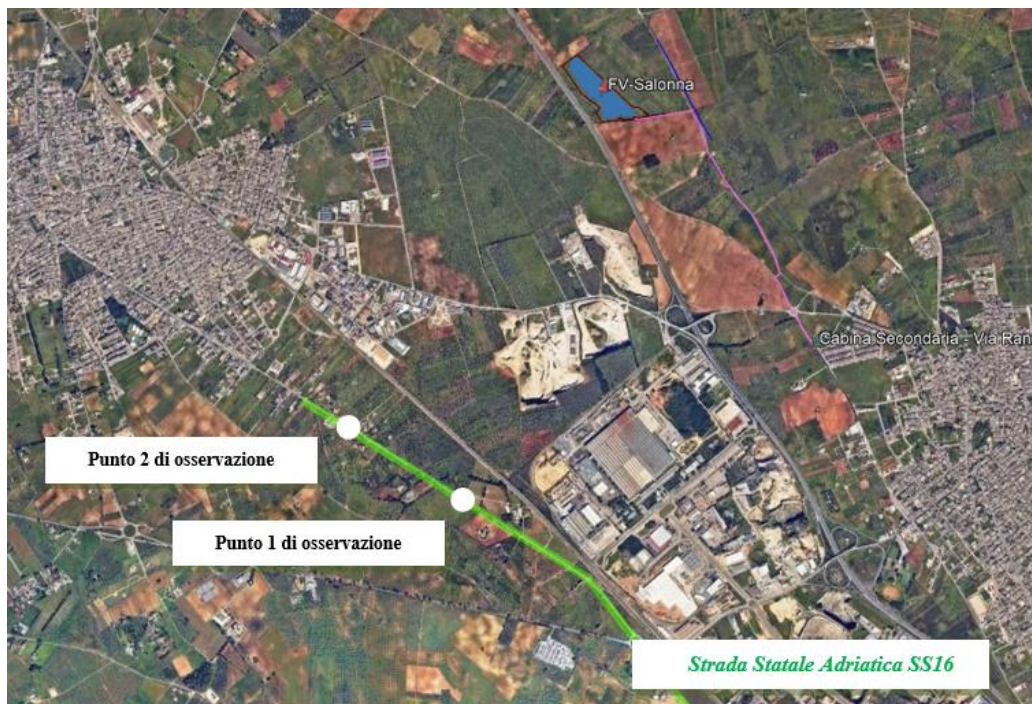 FV-Salonna
Cabina Secondaria - Via Ran
Punto 2 di osservazione
Punto 1 di osservazione
Strada Statale Adriatica SS16